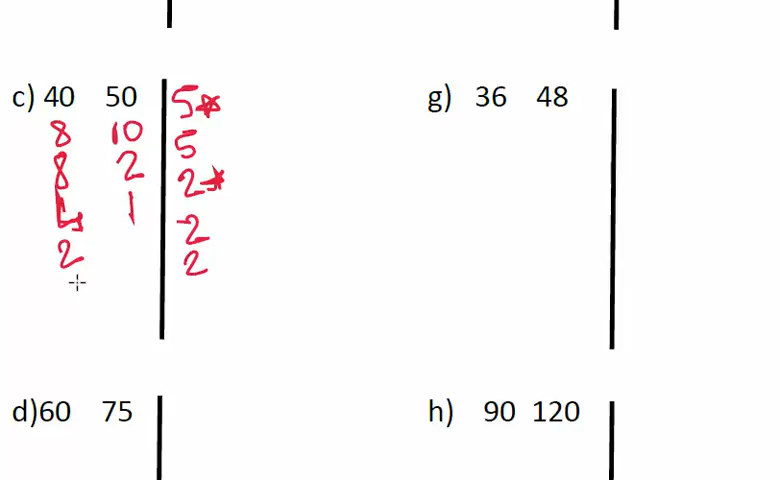 c) 40 50 5*
8 10 5
8 2 2*
4 1 2
2 2
g) 36 48
d)60 75
h) 90 120